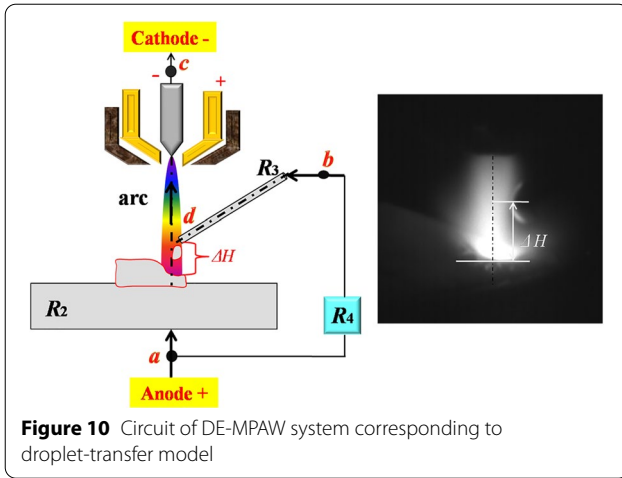 Cathode -
c
- +
R3
b
arc
d
ΔH
ΔH
R2
R4
a
Anode +
Figure 10 Circuit of DE-MPAW system corresponding to
droplet-transfer model